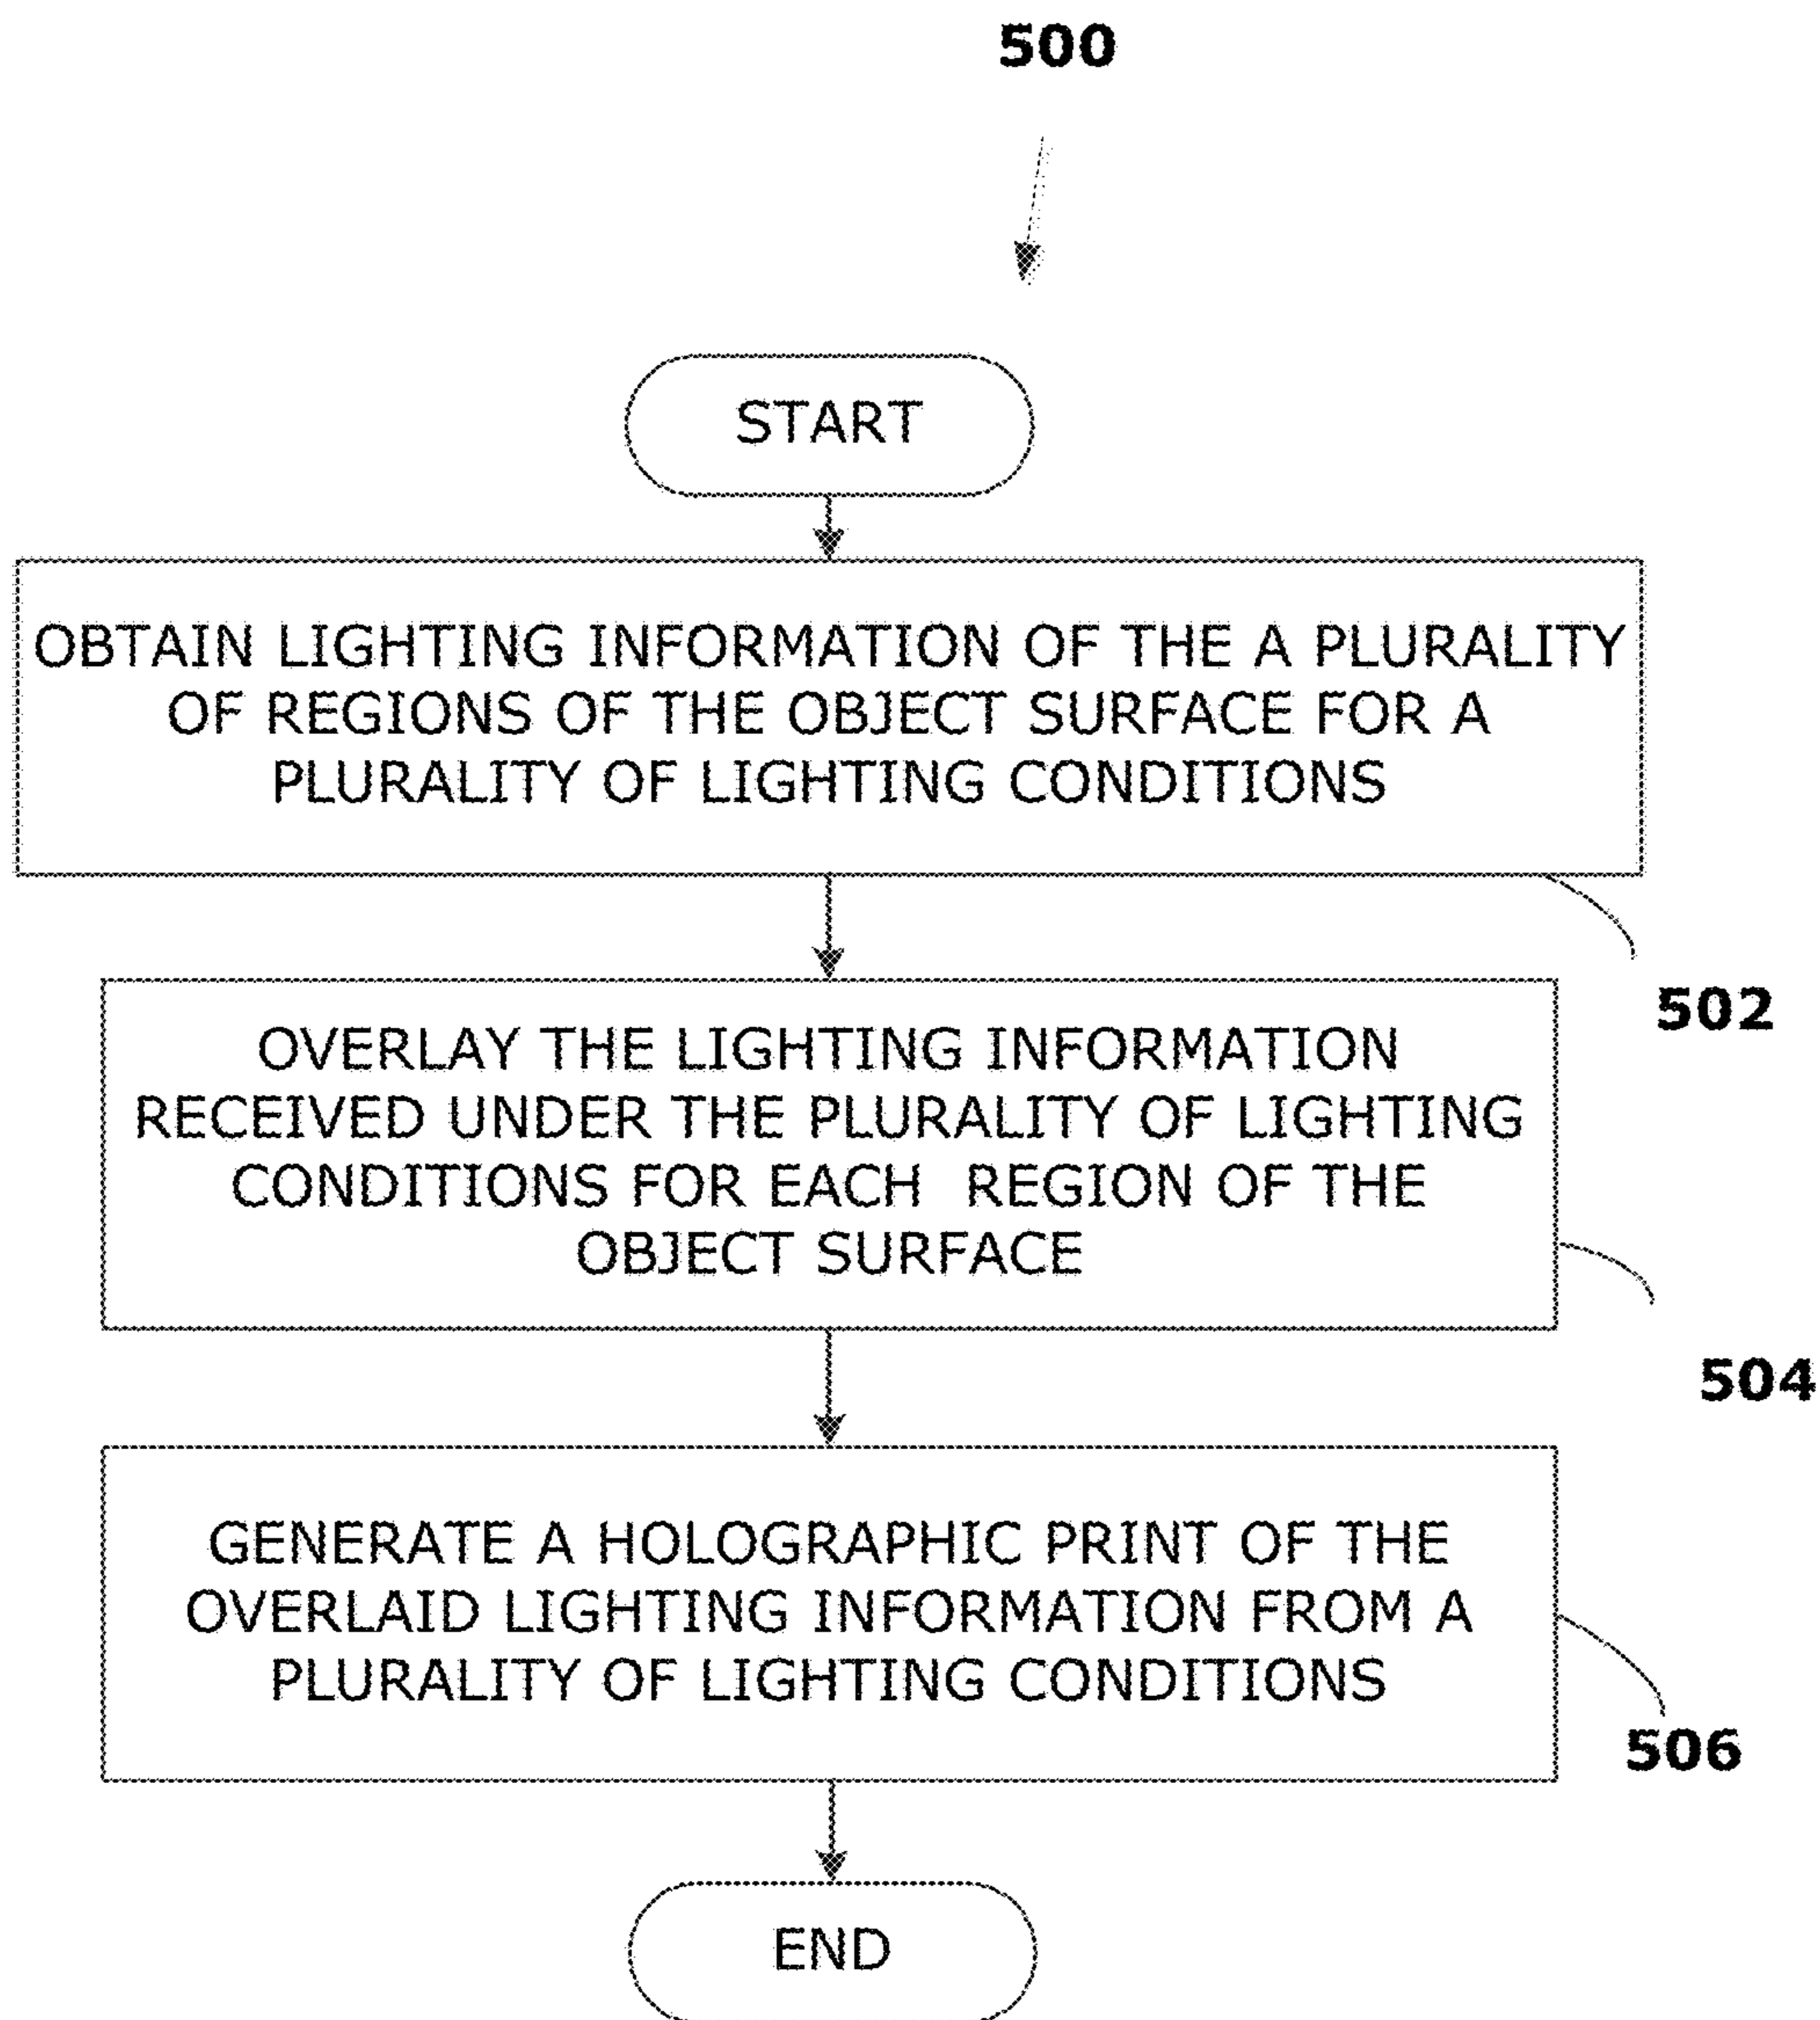 500
START
OBTAIN LIGHTING INFORMATION OF THE A PLURALITY
OF REGIONS OF THE OBJECT SURFACE FOR A
PLURALITY OF LIGHTING CONDITIONS
502
OVERLAY THE LIGHTING INFORMATION
RECEIVED UNDER THE PLURALITY OF LIGHTING
CONDITIONS FOR EACH  REGION OF THE
OBJECT SURFACE
504
GENERATE A HOLOGRAPHIC PRINT OF THE
OVERLAID LIGHTING INFORMATION FROM A
PLURALITY OF LIGHTING CONDITIONS
506
END